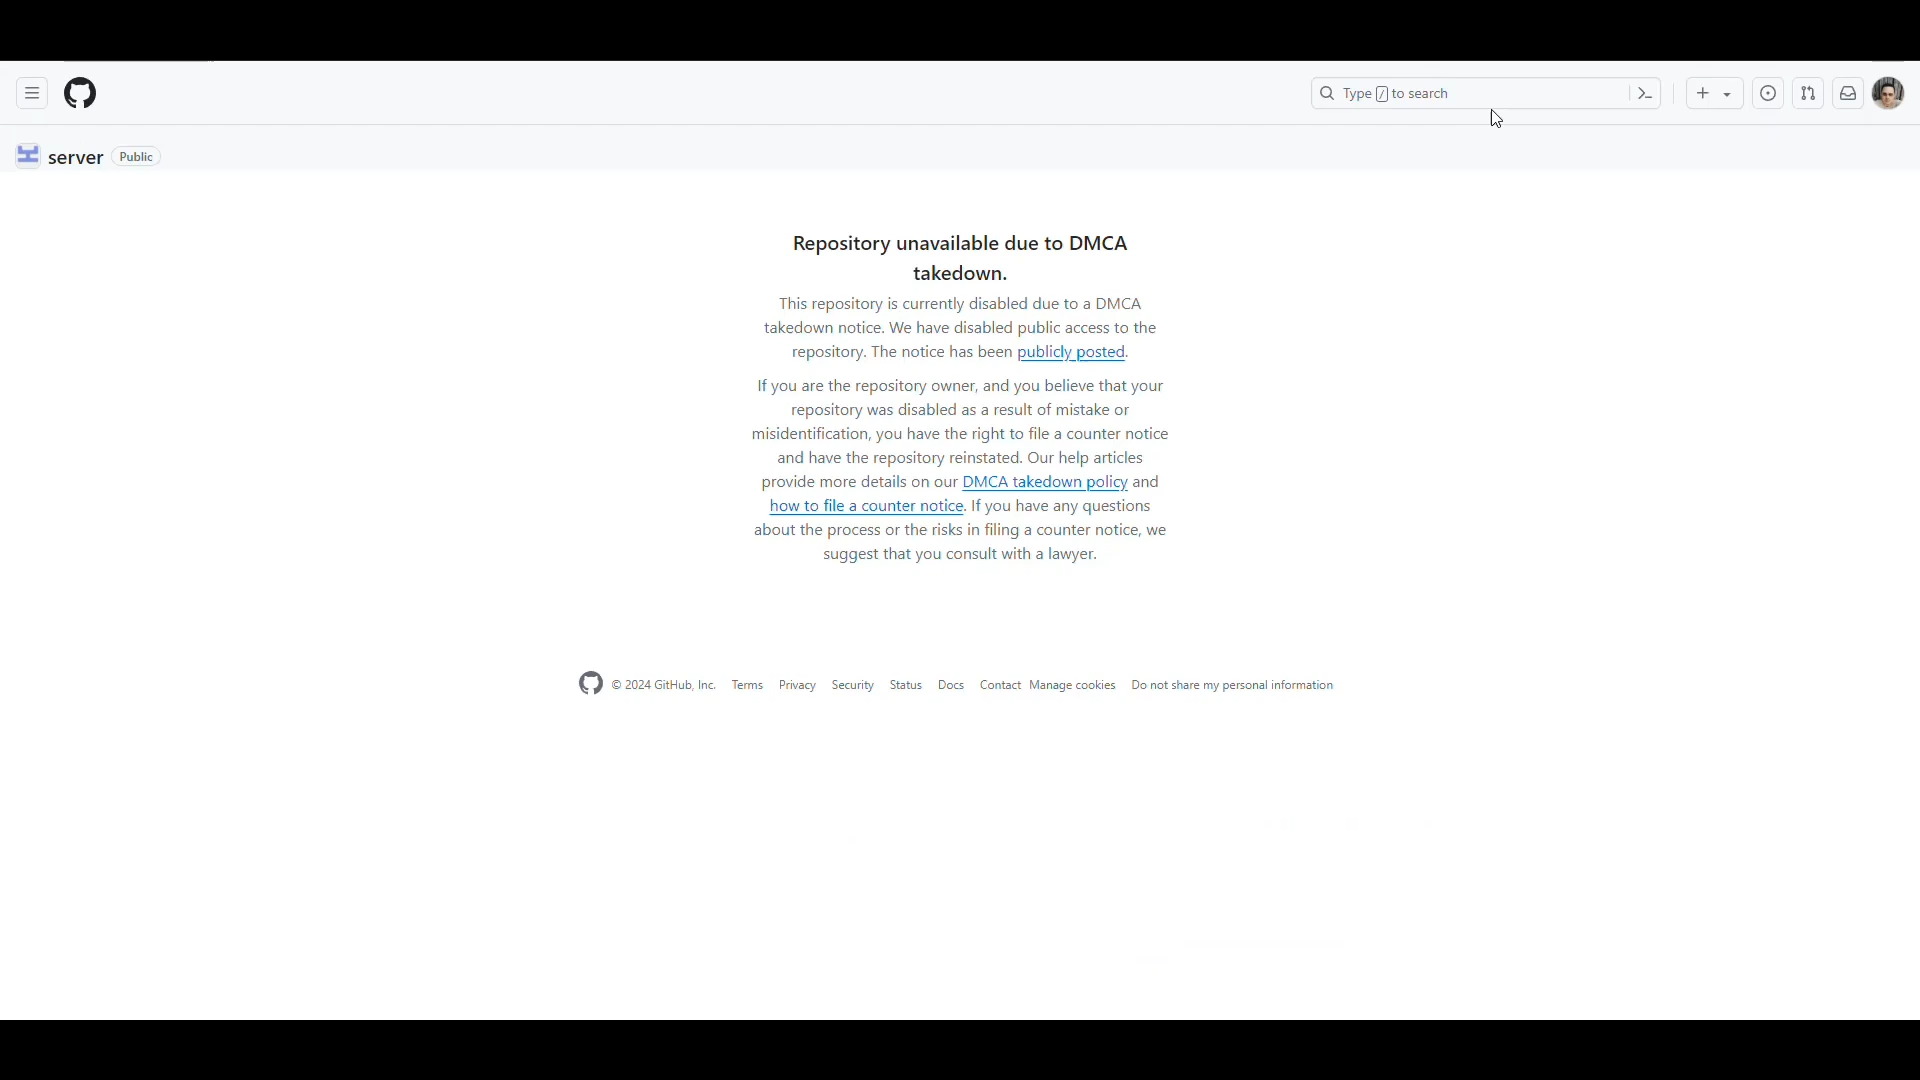 Type / to search
server Public
Repository unavailable due to DMCA
takedown.
This repository is currently disabled due to a DMCA
takedown notice. We have disabled public access to the
repository. The notice has been publicly posted.
If you are the repository owner, and you believe that your
repository was disabled as a result of mistake or
misidentification, you have the right to file a counter notice
and have the repository reinstated. Our help articles
provide more details on our DMCA takedown policy and
how to file a counter notice. If you have any questions
about the process or the risks in filing a counter notice, we
suggest that you consult with a lawyer.
© 2024 GitHub, Inc. Terms Privacy Security Status Docs Contact Manage cookies Do not share my personal information